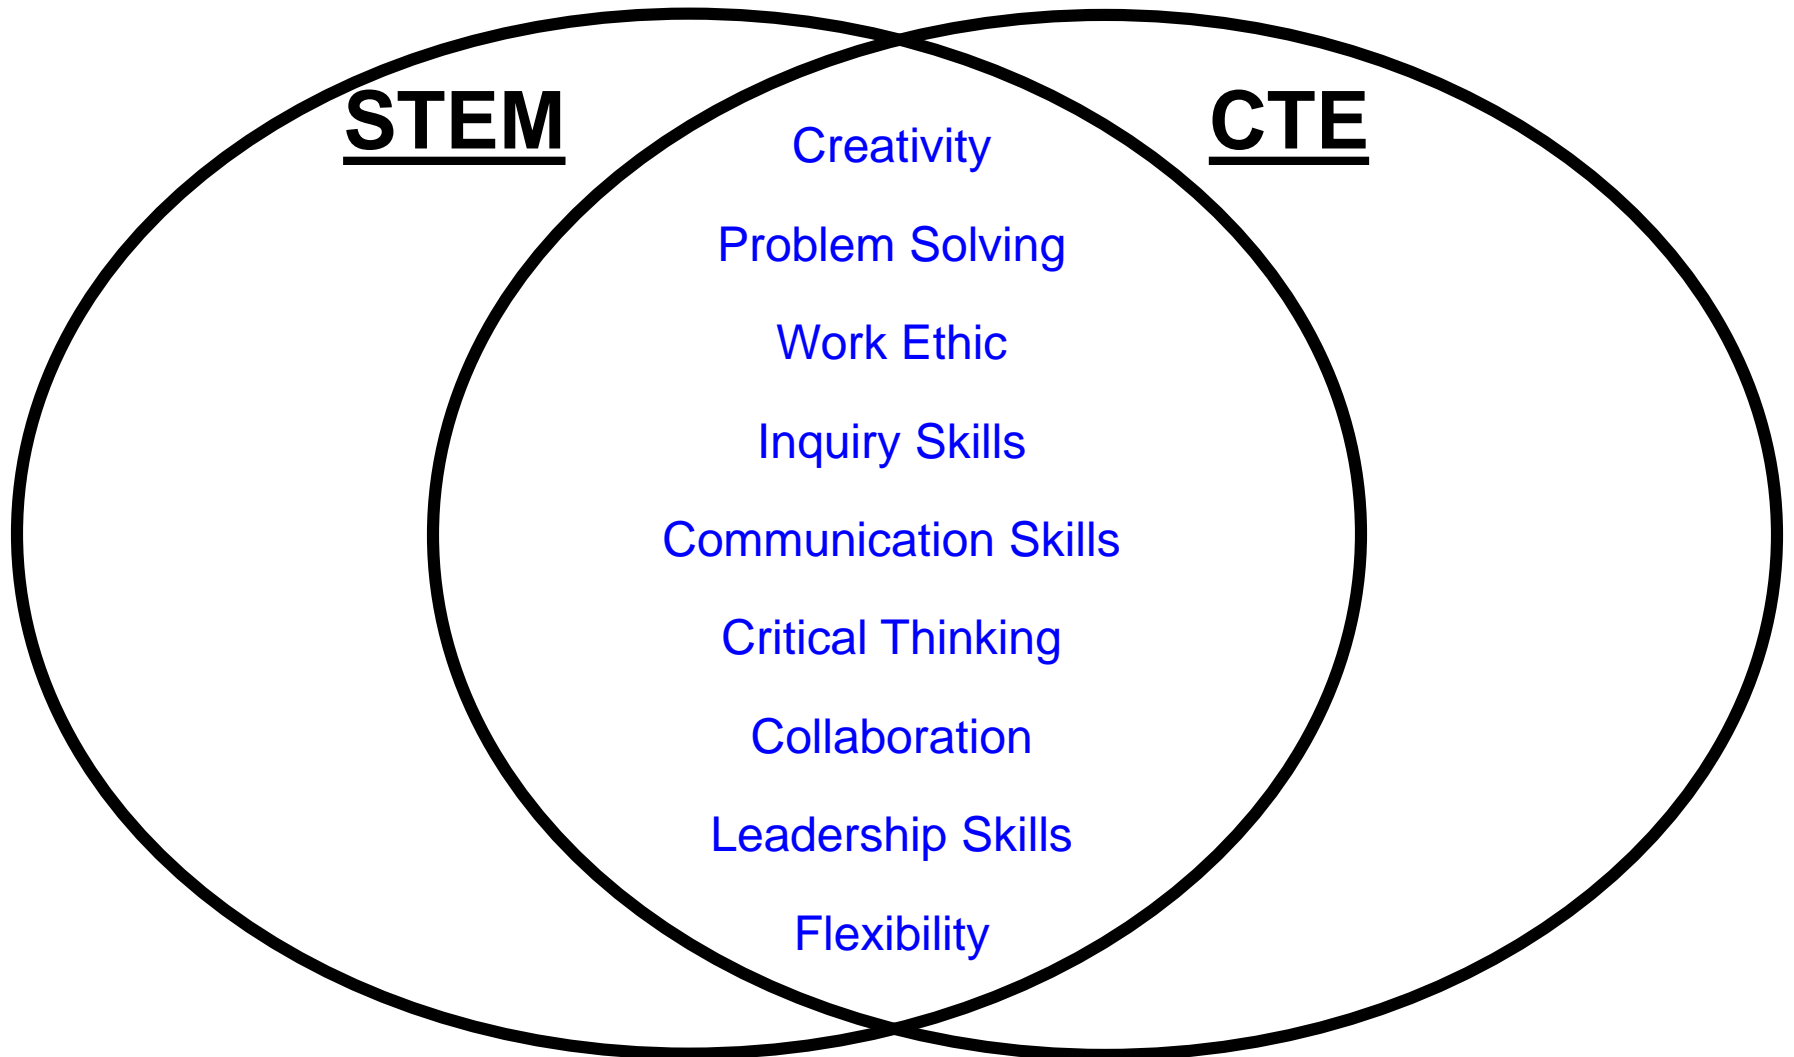 STEM
CTE
Creativity
Problem Solving
Work Ethic
Inquiry Skills
Communication Skills
Critical Thinking
Collaboration
Leadership Skills
Flexibility